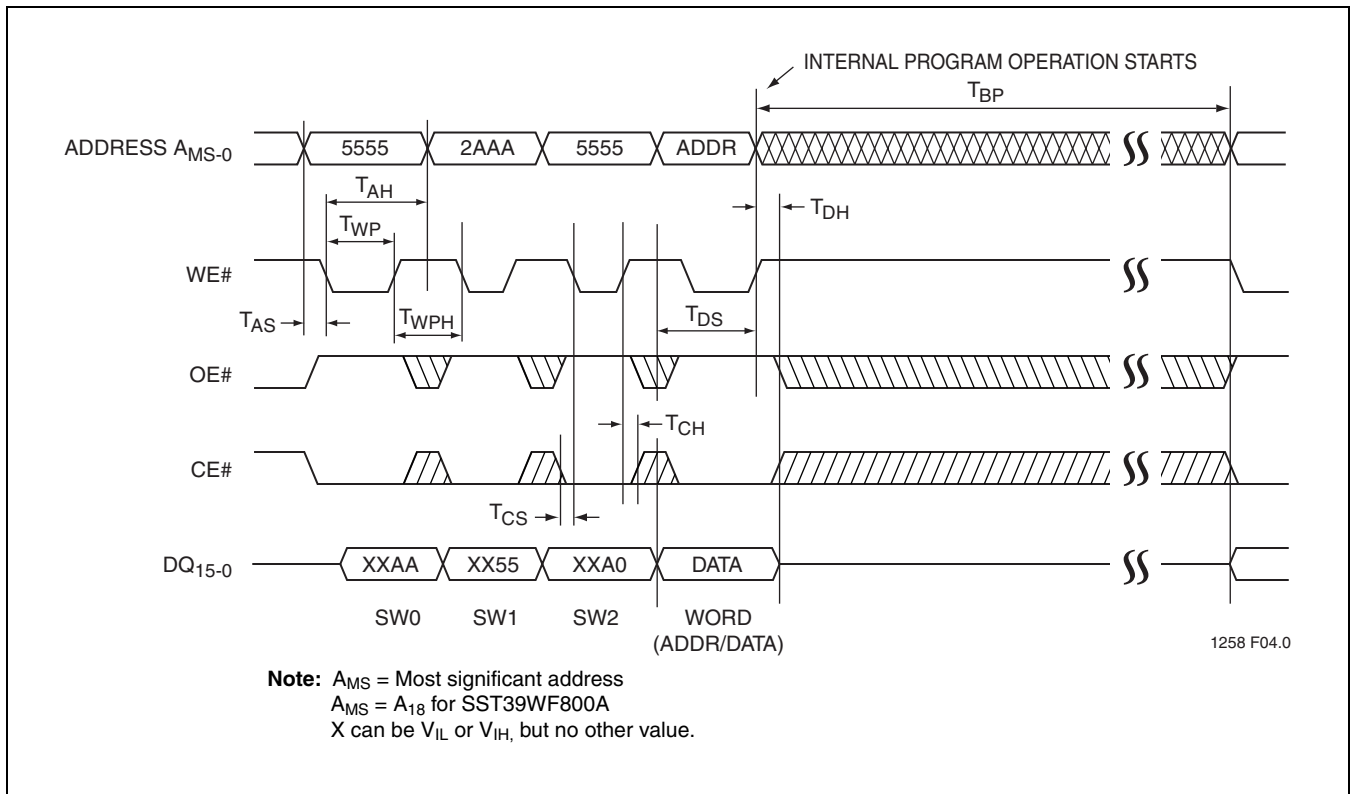 INTERNAL PROGRAM OPERATION STARTS
TBP
ADDRESS AMS-0
5555 2AAA 5555 ADDR
TAH
TDH
TWP
WE#
TAS
TWPH
TDS
OE#
TCH
CE#
TCS
DQ15-0
XXAA XX55 XXA0 DATA
SW0 SW1 SW2 WORD
(ADDR/DATA)
1258 F04.0
Note: AMS = Most significant address
AMS = A18 for SST39WF800A
X can be VIL or VIH, but no other value.